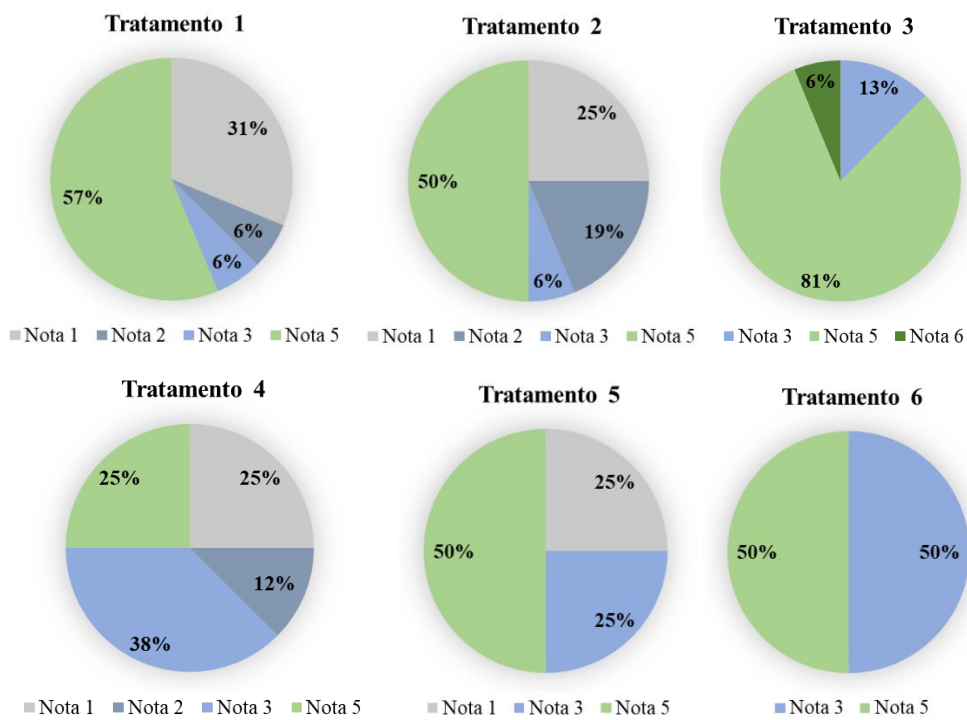 Tratamento 1
31%
6%
6%
57%
Nota 1 Nota 2 Nota 3 Nota 5
Tratamento 2
25%
19%
6%
50%
Nota 1 Nota 2 Nota 3 Nota 5
Tratamento 3
6%
13%
81%
Nota 3 Nota 5 Nota 6
Tratamento 4
25%
25%
12%
38%
Nota 1 Nota 2 Nota 3 Nota 5
Tratamento 5
25%
50%
25%
Nota 1 Nota 3 Nota 5
Tratamento 6
50%
50%
Nota 3 Nota 5